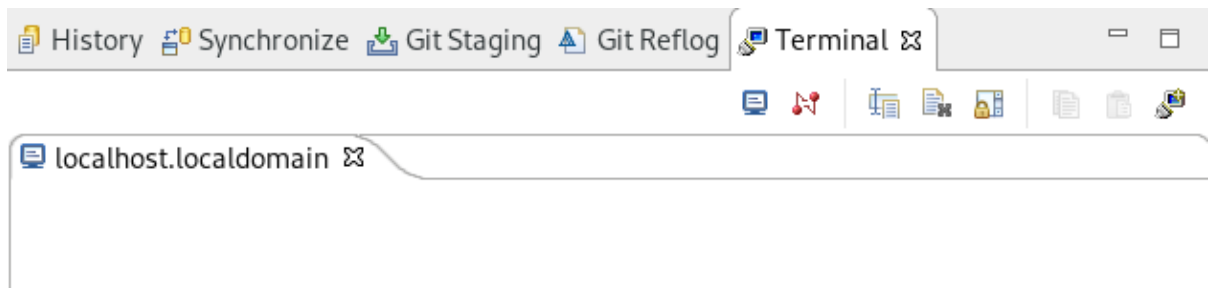 History Synchronize Git Staging Git Reflog Terminal
localhost.localdomain